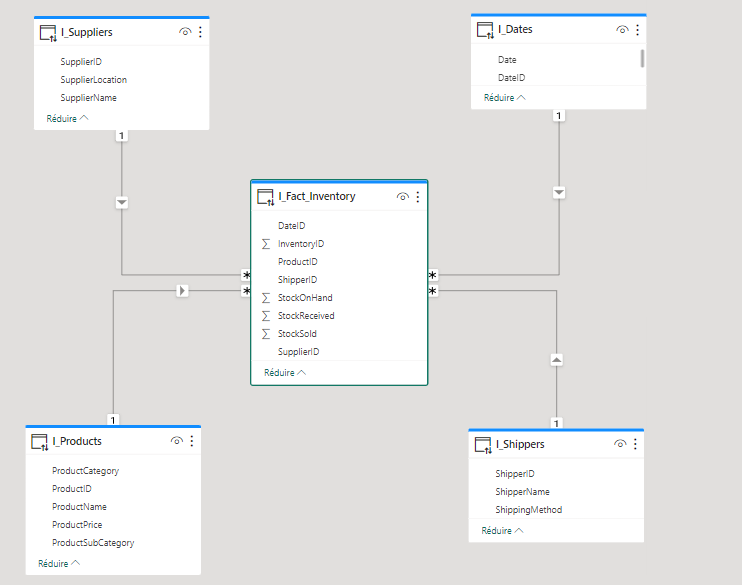 I_Suppliers
SupplierID
SupplierLocation
SupplierName
Réduire
1
I_Dates
Date
DateID
Réduire
1
I_Fact_Inventory
DateID
Σ InventoryID
ProductID
ShipperID
Σ StockOnHand
Σ StockReceived
Σ StockSold
SupplierID
Réduire
*
*
*
*
1
I_Products
ProductCategory
ProductID
ProductName
ProductPrice
ProductSubCategory
Réduire
1
I_Shippers
ShipperID
ShipperName
ShippingMethod
Réduire